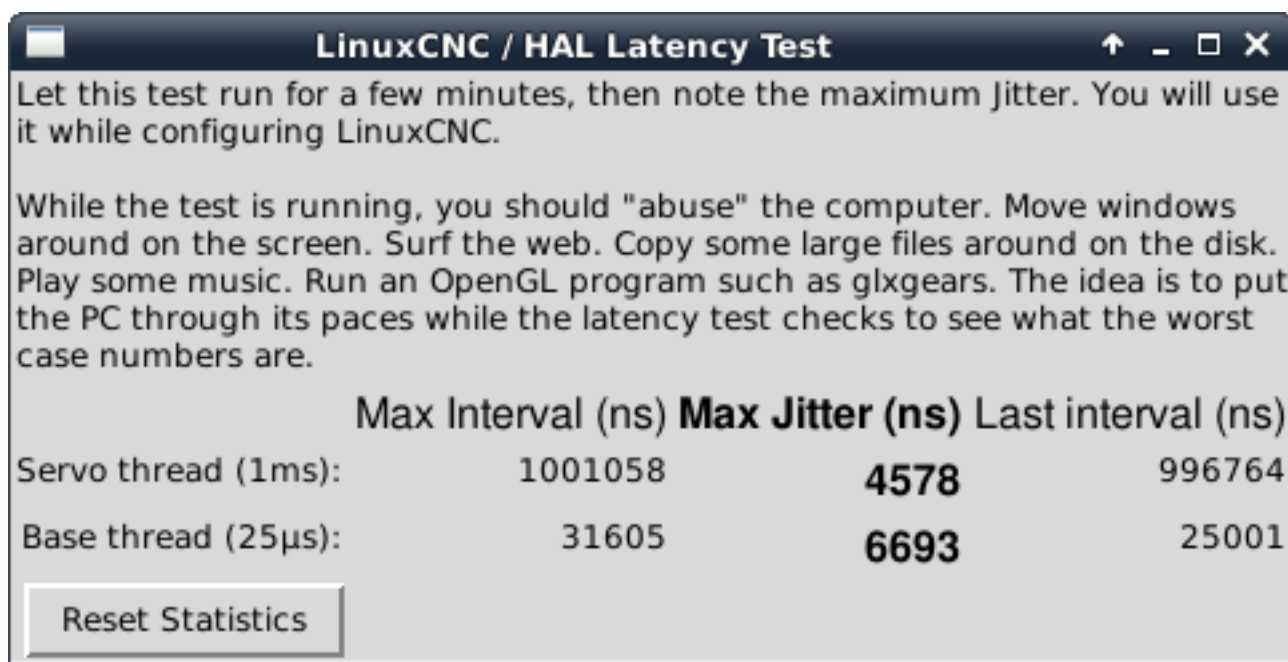 LinuxCNC / HAL Latency Test
Let this test run for a few minutes, then note the maximum Jitter. You will use
it while configuring LinuxCNC.
While the test is running, you should "abuse" the computer. Move windows
around on the screen. Surf the web. Copy some large files around on the disk.
Play some music. Run an OpenGL program such as glxgears. The idea is to put
the PC through its paces while the latency test checks to see what the worst
case numbers are.
Max Interval (ns) Max Jitter (ns) Last interval (ns)
Servo thread (1ms): 1001058 4578 996764
Base thread (25µs): 31605 6693 25001
Reset Statistics